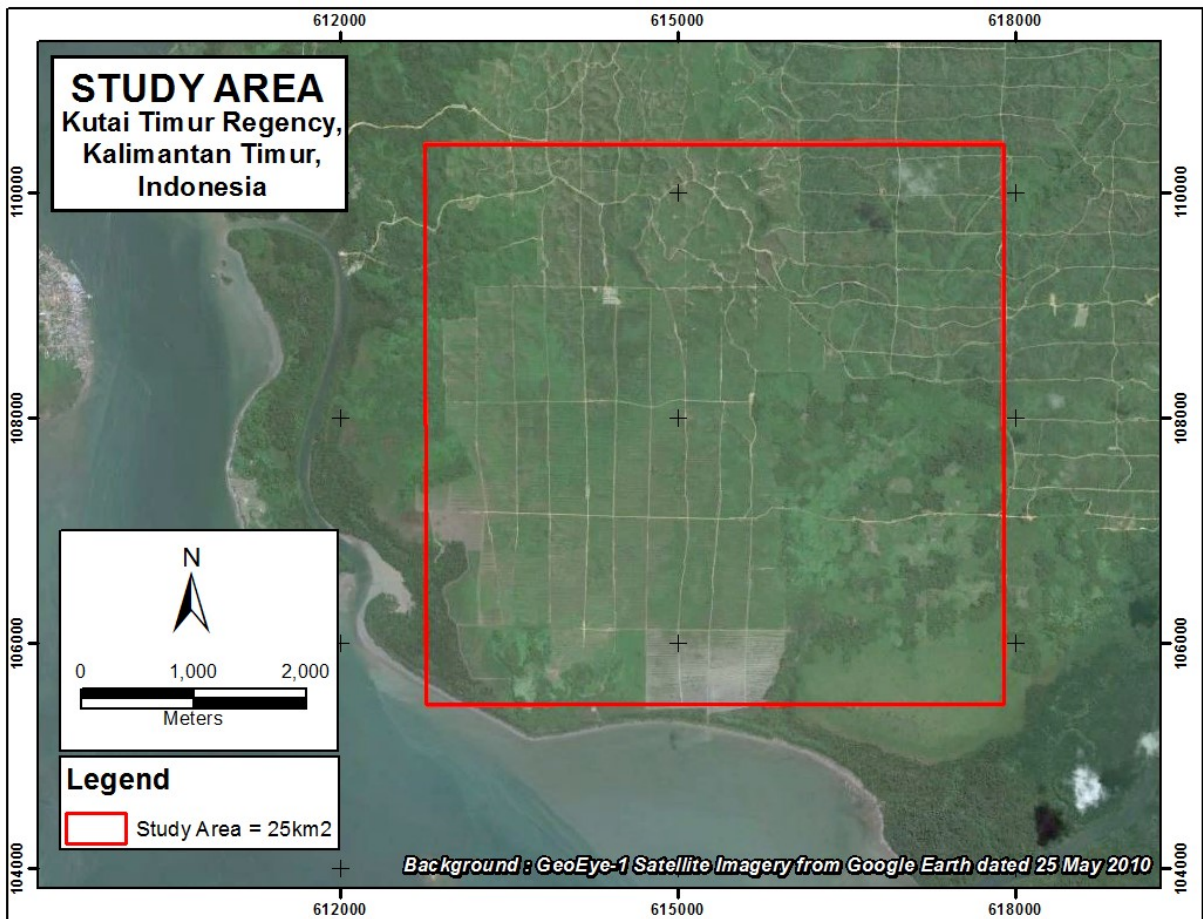 612000 615000 618000
STUDY AREA
Kutai Timur Regency,
Kalimantan Timur,
Indonesia
110000 110000
108000 108000
N
106000 106000
0 1,000 2,000
Meters
Legend
Study Area = 25km2
Background : GeoEye-1 Satellite Imagery from Google Earth dated 25 May 2010
104000 104000
612000 615000 618000